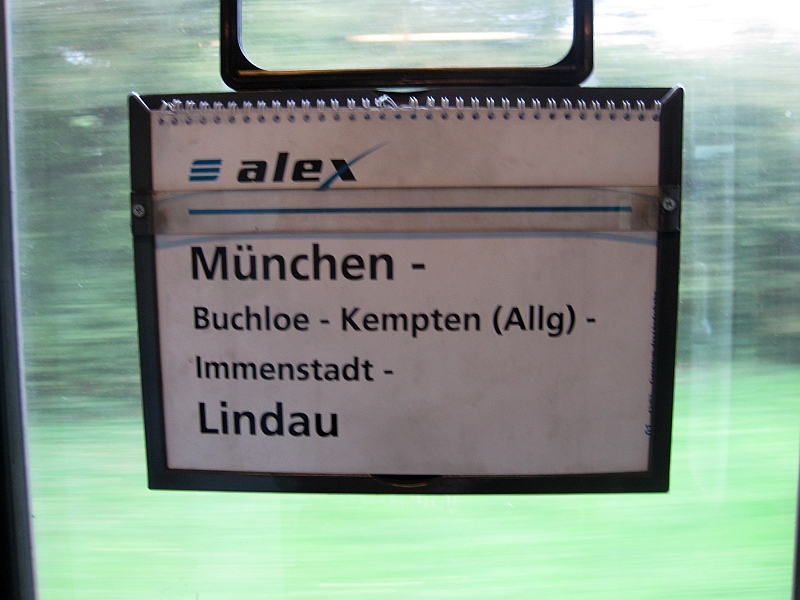 alex
München -
Buchloe - Kempten (Allg) -
Immenstadt -
Lindau